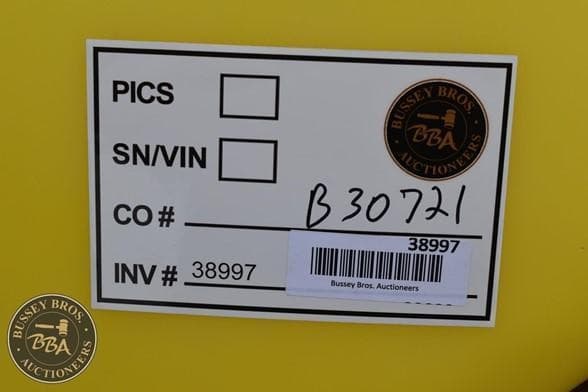 PICS
BUSSEY BROS.
BBA
AUCTIONEERS
SN/VIN
CO # B30721
38997
INV # 38997
Bussey Bros. Auctioneers
BUSSEY BROS.
BBA
AUCTIONEERS